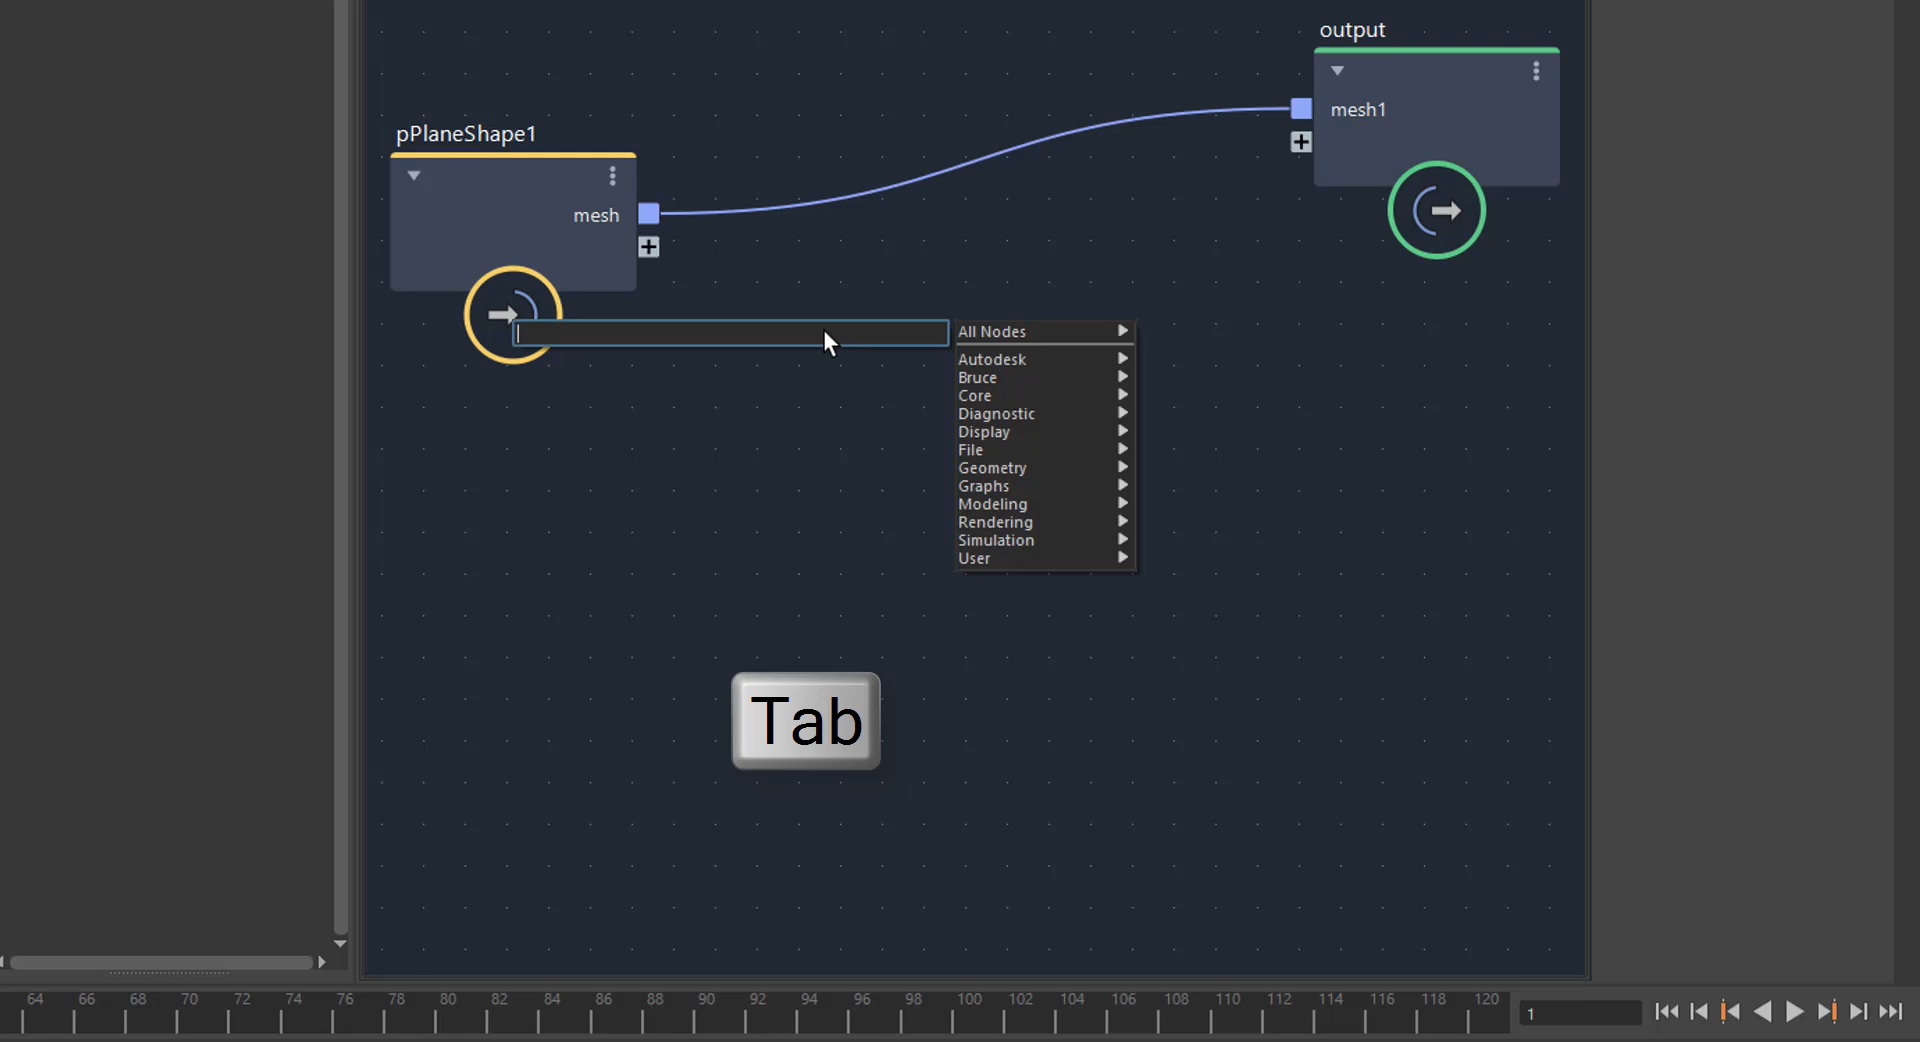 output
mesh1
pPlaneShape1
mesh
All Nodes
Autodesk
Bruce
Core
Diagnostic
Display
File
Geometry
Graphs
Modeling
Rendering
Simulation
User
Tab
64 66 68 70 72 74 76 78 80 82 84 86 88 90 92 94 96 98 100 102 104 106 108 110 112 114 116 118 120
1